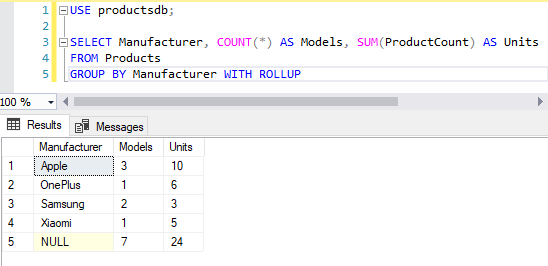 1 USE productsdb;
2
3 SELECT Manufacturer, COUNT(*) AS Models, SUM(ProductCount) AS Units
4 FROM Products
5 GROUP BY Manufacturer WITH ROLLUP
100 %
Results Messages
Manufacturer Models Units
1 Apple 3 10
2 OnePlus 1 6
3 Samsung 2 3
4 Xiaomi 1 5
5 NULL 7 24